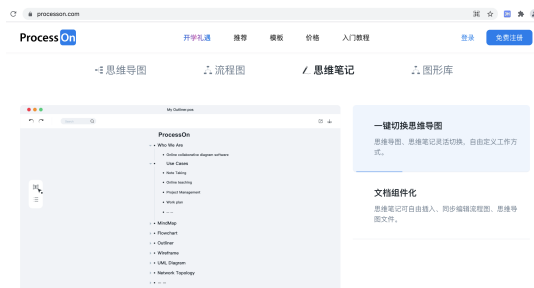 processon.com
Process On
开学礼遇 推荐 模板 价格 入门教程 登录 免费注册
思维导图 流程图 思维笔记 图形库
My Outliner.pos
ProcessOn
Who We Are
Online collaborative diagram software
Use Cases
Note Taking
Online teaching
Project Management
Work plan
... ...
MindMap
Flowchart
Outliner
Wireframe
UML Diagram
Network Topology
... ...
一键切换思维导图
思维导图、思维笔记灵活切换，自由定义工作方
式。
文档组件化
思维笔记可自由插入、同步编辑流程图、思维导
图文件。